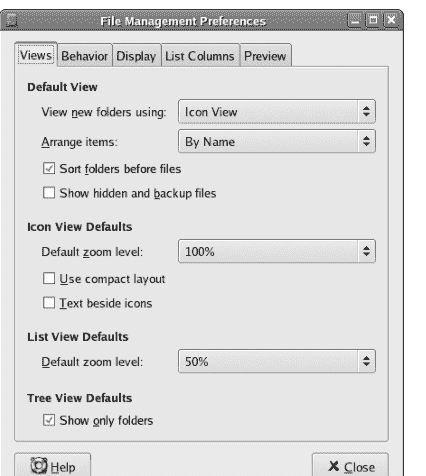 File Management Preferences
Views Behavior Display List Columns Preview
Default View
View new folders using: Icon View
Arrange items: By Name
Sort folders before files
Show hidden and backup files
Icon View Defaults
Default zoom level: 100%
Use compact layout
Text beside icons
List View Defaults
Default zoom level: 50%
Tree View Defaults
Show only folders
Help Close